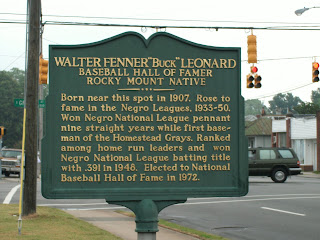 WALTER FENNER "BUCK" LEONARD
BASEBALL HALL OF FAMER
ROCKY MOUNT NATIVE
Born near this spot in 1907. Rose to
fame in the Negro Leagues, 1933-50.
Won Negro National League pennant
nine straight years while first base-
man of the Homestead Grays. Ranked
among home run leaders and won
Negro National League batting title
with .391 in 1948. Elected to National
Baseball Hall of Fame in 1972.